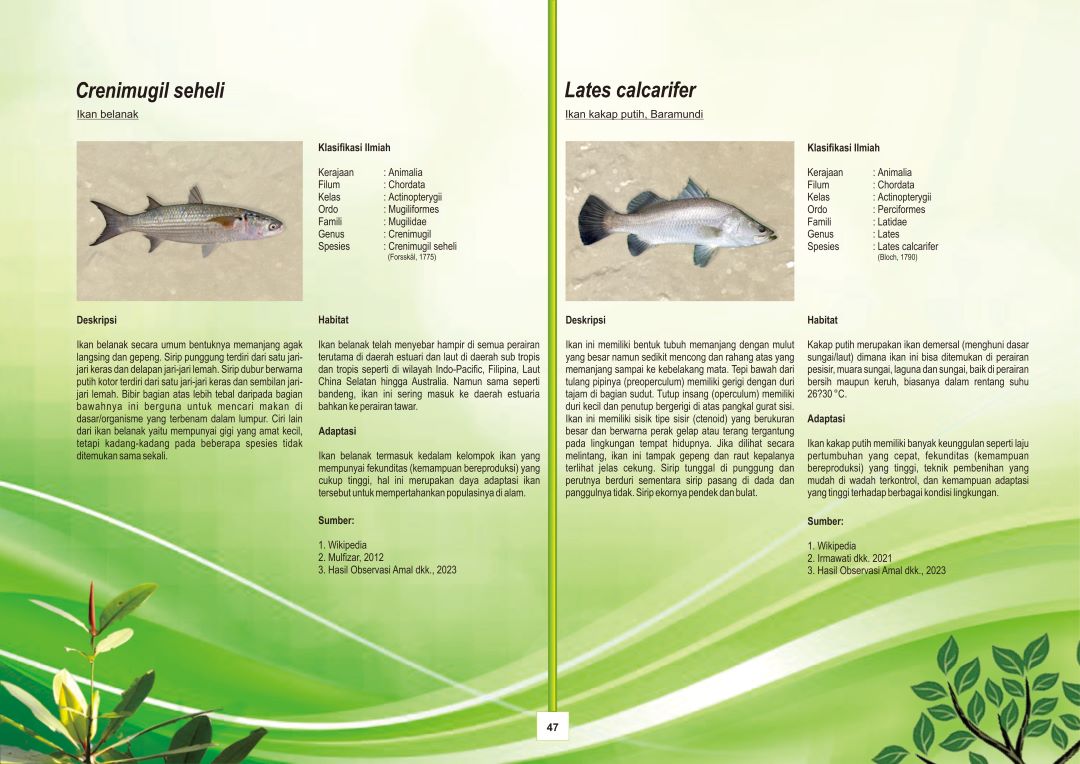 Crenimugil seheli
Ikan belanak
Klasifikasi Ilmiah
Kerajaan : Animalia
Filum : Chordata
Kelas : Actinopterygii
Ordo : Mugiliformes
Famili : Mugilidae
Genus : Crenimugil
Spesies : Crenimugil seheli
(Forsskål, 1775)
Deskripsi
Ikan belanak secara umum bentuknya memanjang agak
langsing dan gepeng. Sirip punggung terdiri dari satu jari-
jari keras dan delapan jari-jari lemah. Sirip dubur berwarna
putih kotor terdiri dari satu jari-jari keras dan sembilan jari-
jari lemah. Bibir bagian atas lebih tebal daripada bagian
bawahnya ini berguna untuk mencari makan di
dasar/organisme yang terbenam dalam lumpur. Ciri lain
dari ikan belanak yaitu mempunyai gigi yang amat kecil,
tetapi kadang-kadang pada beberapa spesies tidak
ditemukan sama sekali.
Habitat
Ikan belanak telah menyebar hampir di semua perairan
terutama di daerah estuari dan laut di daerah sub tropis
dan tropis seperti di wilayah Indo-Pacific, Filipina, Laut
China Selatan hingga Australia. Namun sama seperti
bandeng, ikan ini sering masuk ke daerah estuaria
bahkan ke perairan tawar.
Adaptasi
Ikan belanak termasuk kedalam kelompok ikan yang
mempunyai fekunditas (kemampuan bereproduksi) yang
cukup tinggi, hal ini merupakan daya adaptasi ikan
tersebut untuk mempertahankan populasinya di alam.
Sumber:
1. Wikipedia
2. Mulfizar, 2012
3. Hasil Observasi Amal dkk., 2023
Lates calcarifer
Ikan kakap putih, Baramundi
Klasifikasi Ilmiah
Kerajaan : Animalia
Filum : Chordata
Kelas : Actinopterygii
Ordo : Perciformes
Famili : Latidae
Genus : Lates
Spesies : Lates calcarifer
(Bloch, 1790)
Deskripsi
Ikan ini memiliki bentuk tubuh memanjang dengan mulut
yang besar namun sedikit mencong dan rahang atas yang
memanjang sampai ke kebelakang mata. Tepi bawah dari
tulang pipinya (preoperculum) memiliki gerigi dengan duri
tajam di bagian sudut. Tutup insang (operculum) memiliki
duri kecil dan penutup bergerigi di atas pangkal gurat sisi.
Ikan ini memiliki sisik tipe sisir (ctenoid) yang berukuran
besar dan berwarna perak gelap atau terang tergantung
pada lingkungan tempat hidupnya. Jika dilihat secara
melintang, ikan ini tampak gepeng dan raut kepalanya
terlihat jelas cekung. Sirip tunggal di punggung dan
perutnya berduri sementara sirip pasang di dada dan
panggulnya tidak. Sirip ekornya pendek dan bulat.
Habitat
Kakap putih merupakan ikan demersal (menghuni dasar
sungai/laut) dimana ikan ini bisa ditemukan di perairan
pesisir, muara sungai, laguna dan sungai, baik di perairan
bersih maupun keruh, biasanya dalam rentang suhu
26?30 °C.
Adaptasi
Ikan kakap putih memiliki banyak keunggulan seperti laju
pertumbuhan yang cepat, fekunditas (kemampuan
bereproduksi) yang tinggi, teknik pembenihan yang
mudah di wadah terkontrol, dan kemampuan adaptasi
yang tinggi terhadap berbagai kondisi lingkungan.
Sumber:
1. Wikipedia
2. Irmawati dkk. 2021
3. Hasil Observasi Amal dkk., 2023
47